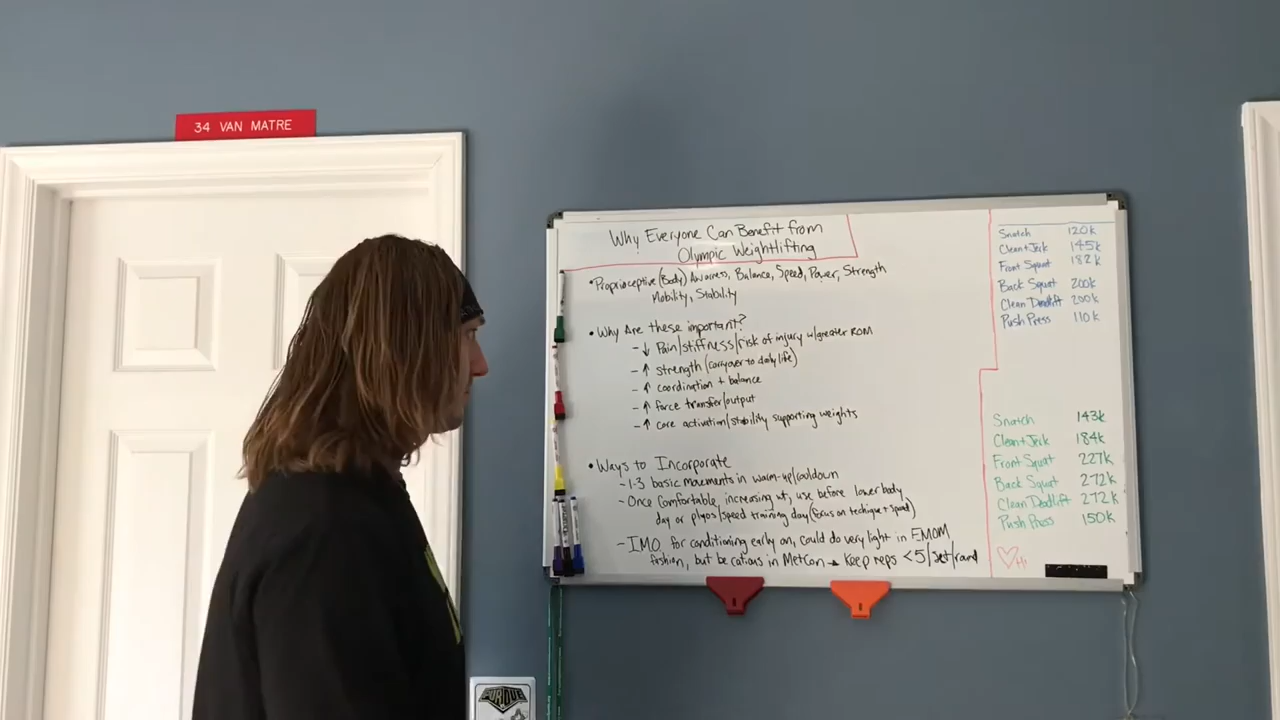 34 VAN MATRE
Why Everyone Can Benefit from
Olympic Weightlifting
• Proprioceptive (Body) Awarness, Balance, Speed, Power, Strength
Mobility, Stability
• Why Are these important?
- ↓ Pain/stiffness/risk of injury w/greater ROM
- ↑ strength (carryover to daily life)
- ↑ coordination + balance
- ↑ force transfer/output
- ↑ core activation/stability supporting weights
• Ways to Incorporate
- 1-3 basic movements in warm-up/cooldown
- Once Comfortable, increasing wt, use before lower body
day or plyos/speed training day (focus on technique + speed)
- IMO, for conditioning early on, could do very light in EMOM
fashion, but be cautious in MetCon → Keep reps <5/set/round
Snatch 120k
Clean+Jerk 145k
Front Squat 182k
Back Squat 200k
Clean Deadlift 200k
Push Press 110k
Snatch 143k
Clean+Jerk 184k
Front Squat 227k
Back Squat 272k
Clean Deadlift 272k
Push Press 150k
Hi
PURDUE